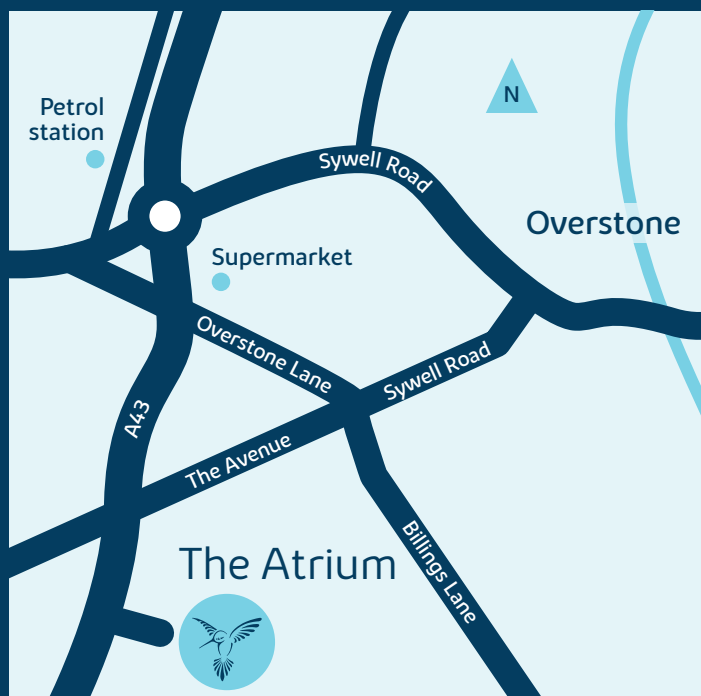 Petrol
station
N
Sywell Road
Overstone
Supermarket
Overstone Lane
Sywell Road
A43
The Avenue
The Atrium
Billings Lane